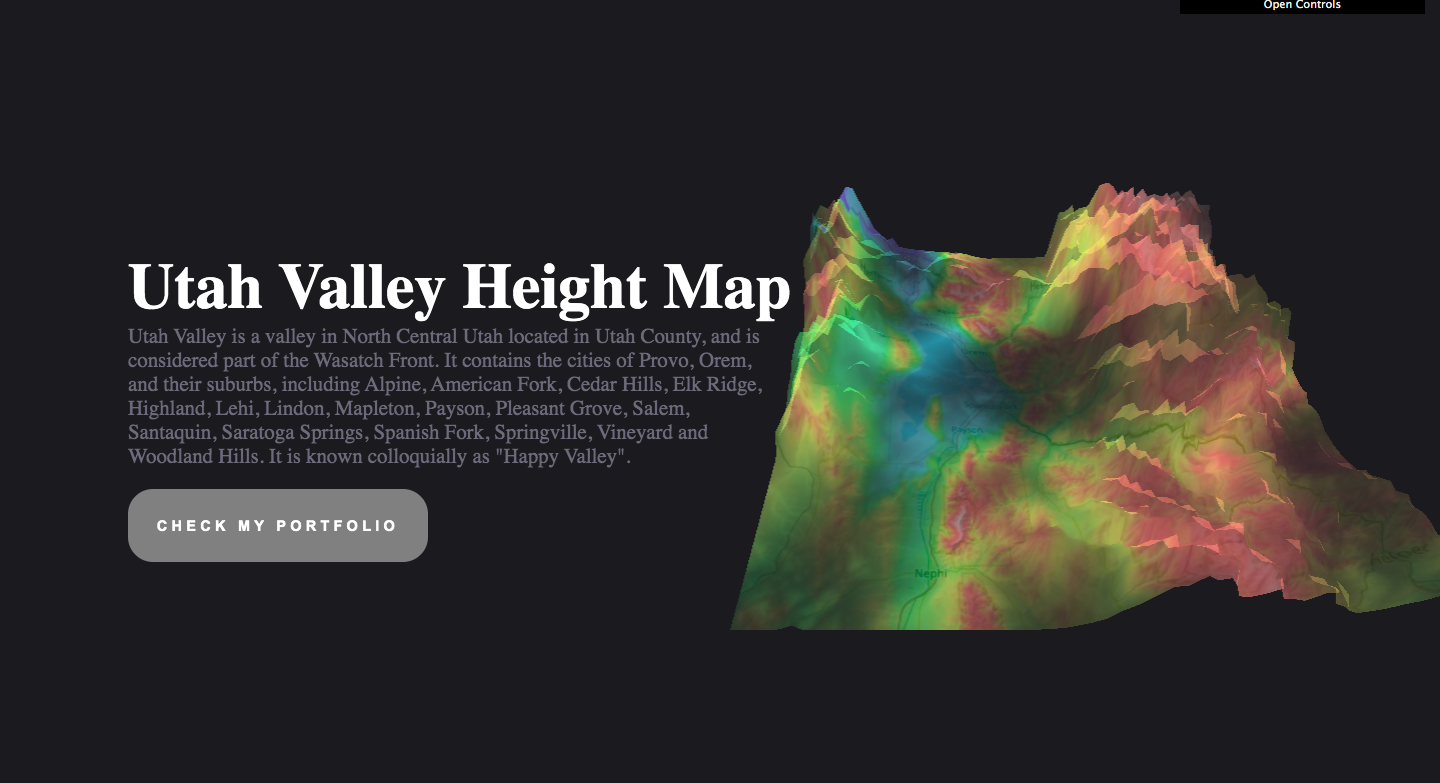 Open Controls
Utah Valley Height Map
Utah Valley is a valley in North Central Utah located in Utah County, and is
considered part of the Wasatch Front. It contains the cities of Provo, Orem,
and their suburbs, including Alpine, American Fork, Cedar Hills, Elk Ridge,
Highland, Lehi, Lindon, Mapleton, Payson, Pleasant Grove, Salem,
Santaquin, Saratoga Springs, Spanish Fork, Springville, Vineyard and
Woodland Hills. It is known colloquially as "Happy Valley".
CHECK MY PORTFOLIO
Payson
Nephi